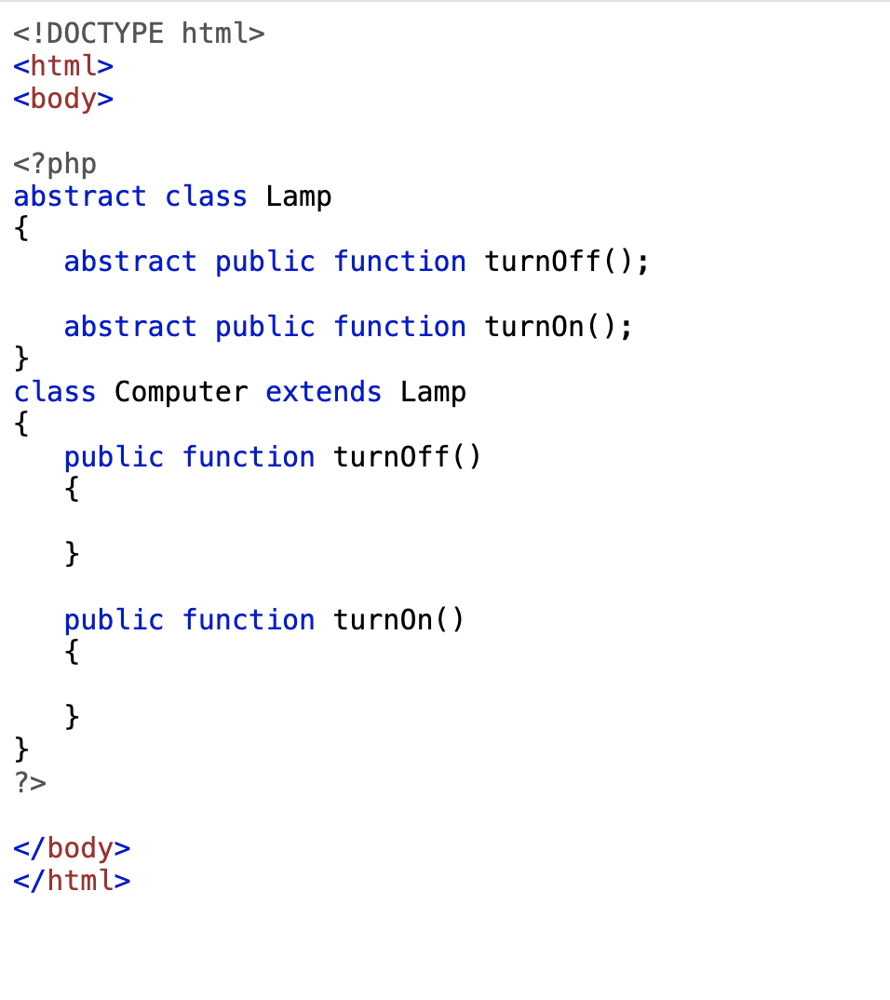 <!DOCTYPE html>
<html>
<body>

<?php
abstract class Lamp
{
   abstract public function turnOff();

   abstract public function turnOn();
}
class Computer extends Lamp
{
   public function turnOff()
   {

   }

   public function turnOn()
   {

   }
}
?>

</body>
</html>